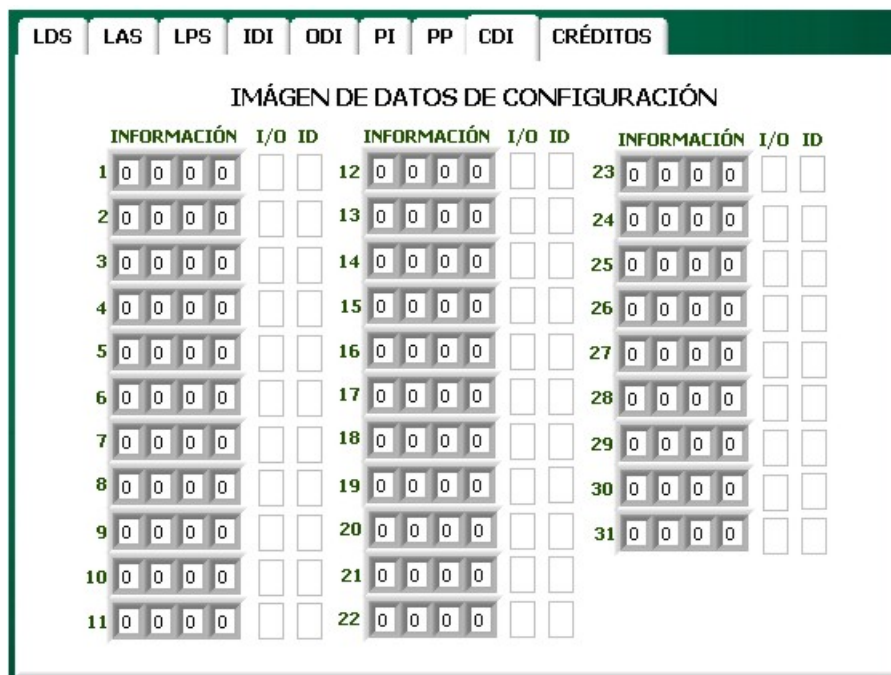 LDS LAS LPS IDI ODI PI PP CDI CRÉDITOS
IMÁGEN DE DATOS DE CONFIGURACIÓN
INFORMACIÓN I/O ID INFORMACIÓN I/O ID INFORMACIÓN I/O ID
1 0 0 0 0 12 0 0 0 0 23 0 0 0 0
2 0 0 0 0 13 0 0 0 0 24 0 0 0 0
3 0 0 0 0 14 0 0 0 0 25 0 0 0 0
4 0 0 0 0 15 0 0 0 0 26 0 0 0 0
5 0 0 0 0 16 0 0 0 0 27 0 0 0 0
6 0 0 0 0 17 0 0 0 0 28 0 0 0 0
7 0 0 0 0 18 0 0 0 0 29 0 0 0 0
8 0 0 0 0 19 0 0 0 0 30 0 0 0 0
9 0 0 0 0 20 0 0 0 0 31 0 0 0 0
10 0 0 0 0 21 0 0 0 0
11 0 0 0 0 22 0 0 0 0